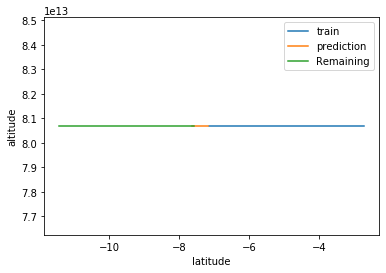 1e13
8.5
8.4
8.3
8.2
8.1
8.0
7.9
7.8
7.7
altitude
−10
−8
−6
−4
latitude
train
prediction
Remaining